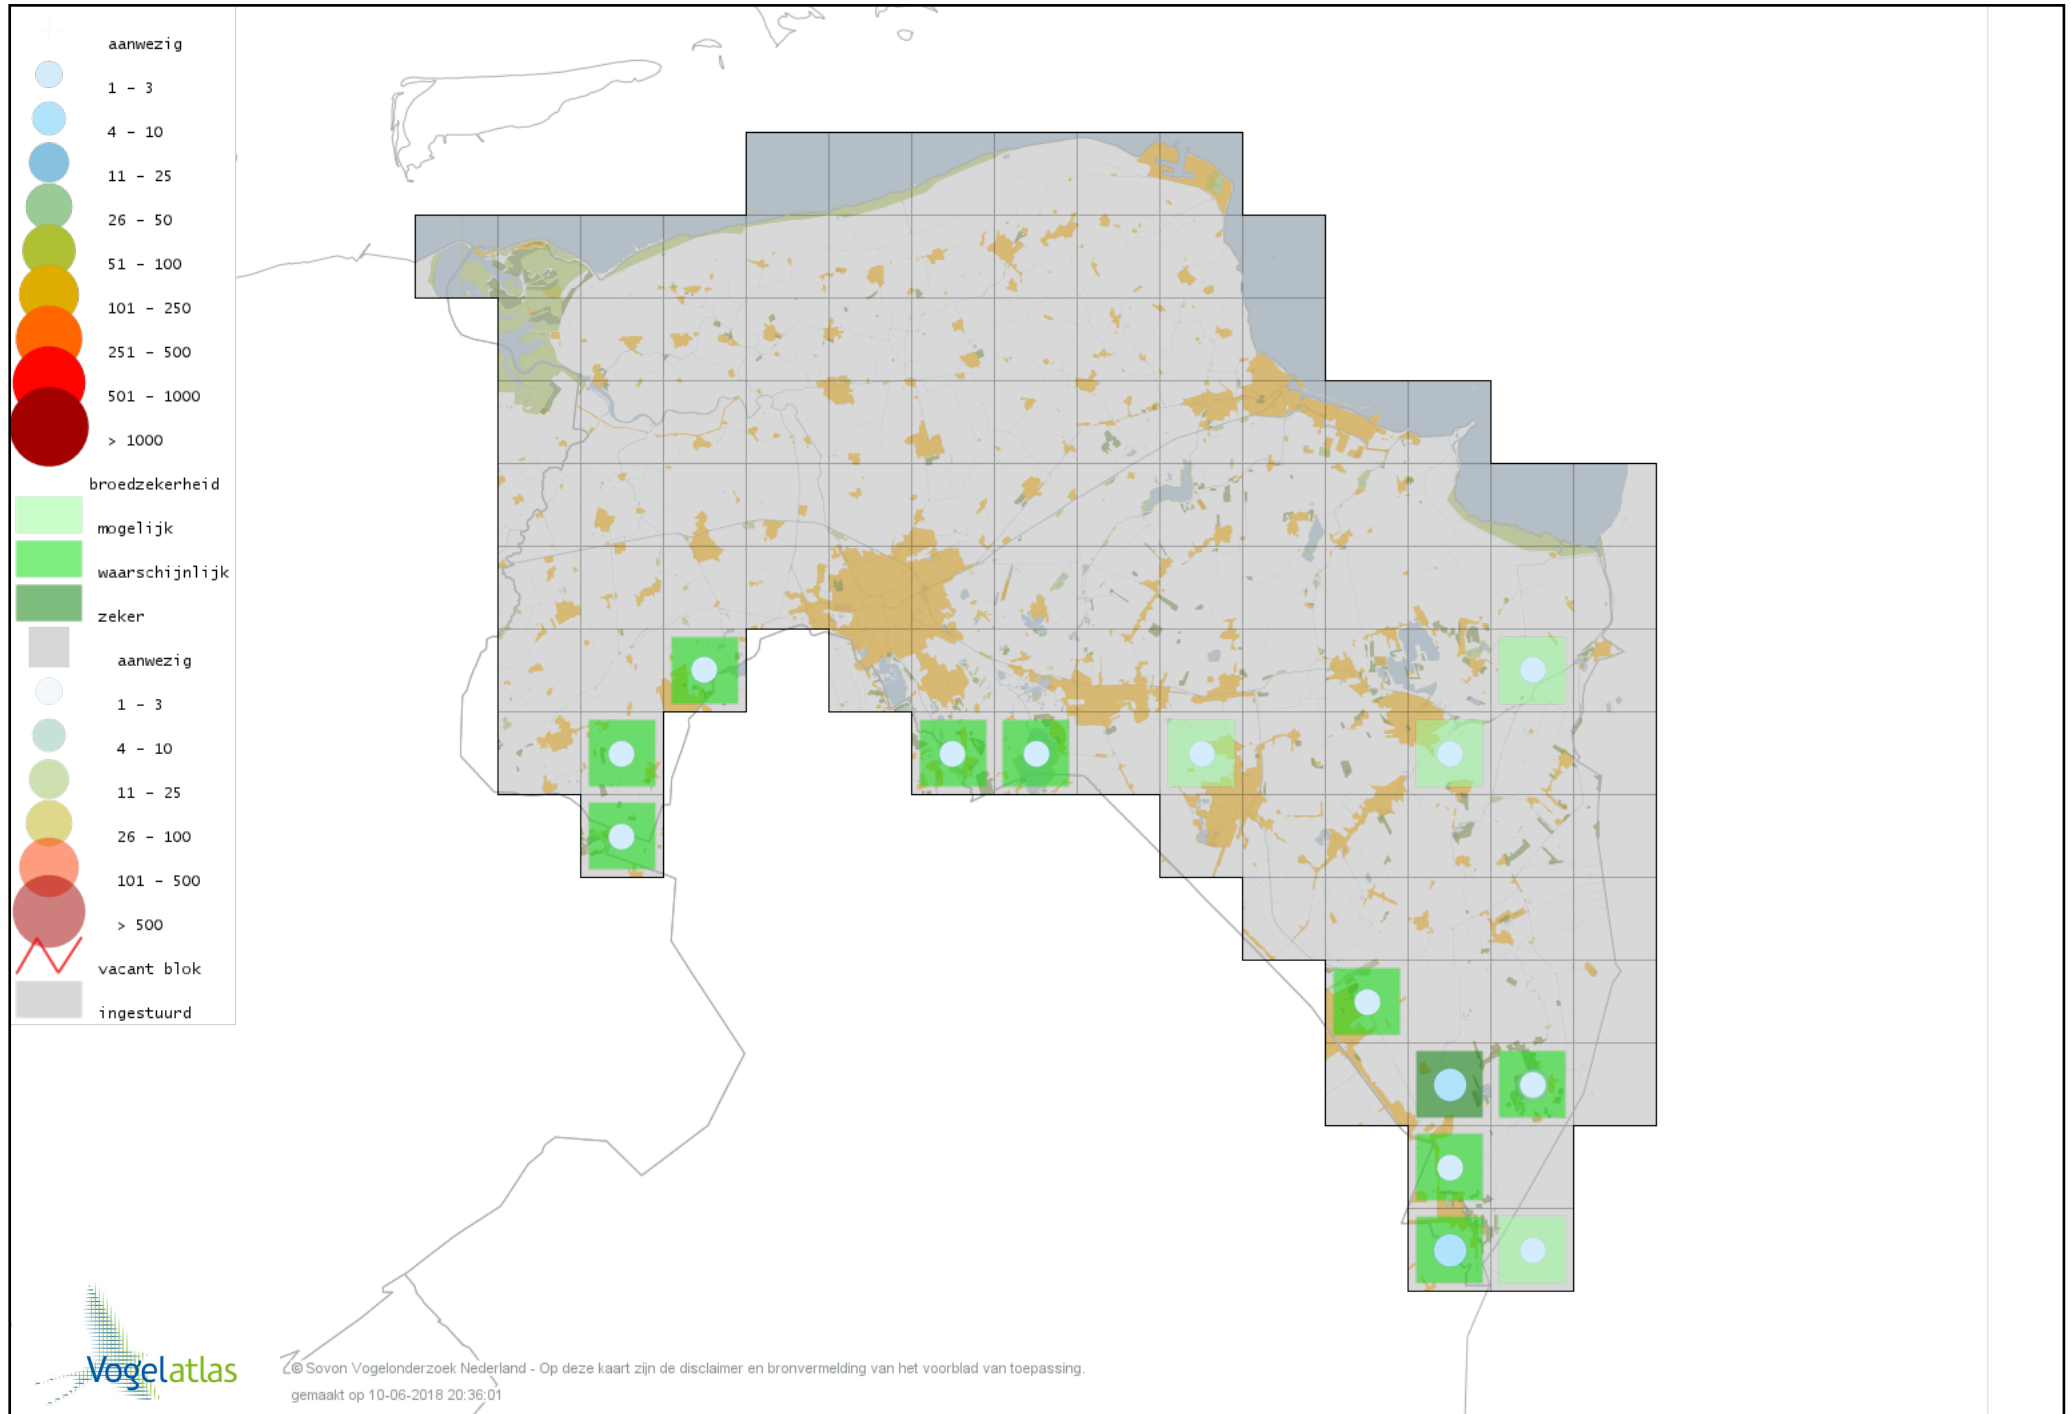 aanwezig
1 - 3
4 - 10
11 - 25
26 - 50
51 - 100
101 - 250
251 - 500
501 - 1000
> 1000
broedzekerheid
mogelijk
waarschijnlijk
zeker
aanwezig
1 - 3
4 - 10
11 - 25
26 - 100
101 - 500
> 500
vacant blok
ingestuurd
Vogelatlas
© Sovon Vogelonderzoek Nederland - Op deze kaart zijn de disclaimer en bronvermelding van het voorblad van toepassing.
gemaakt op 10-06-2018 20:36:01